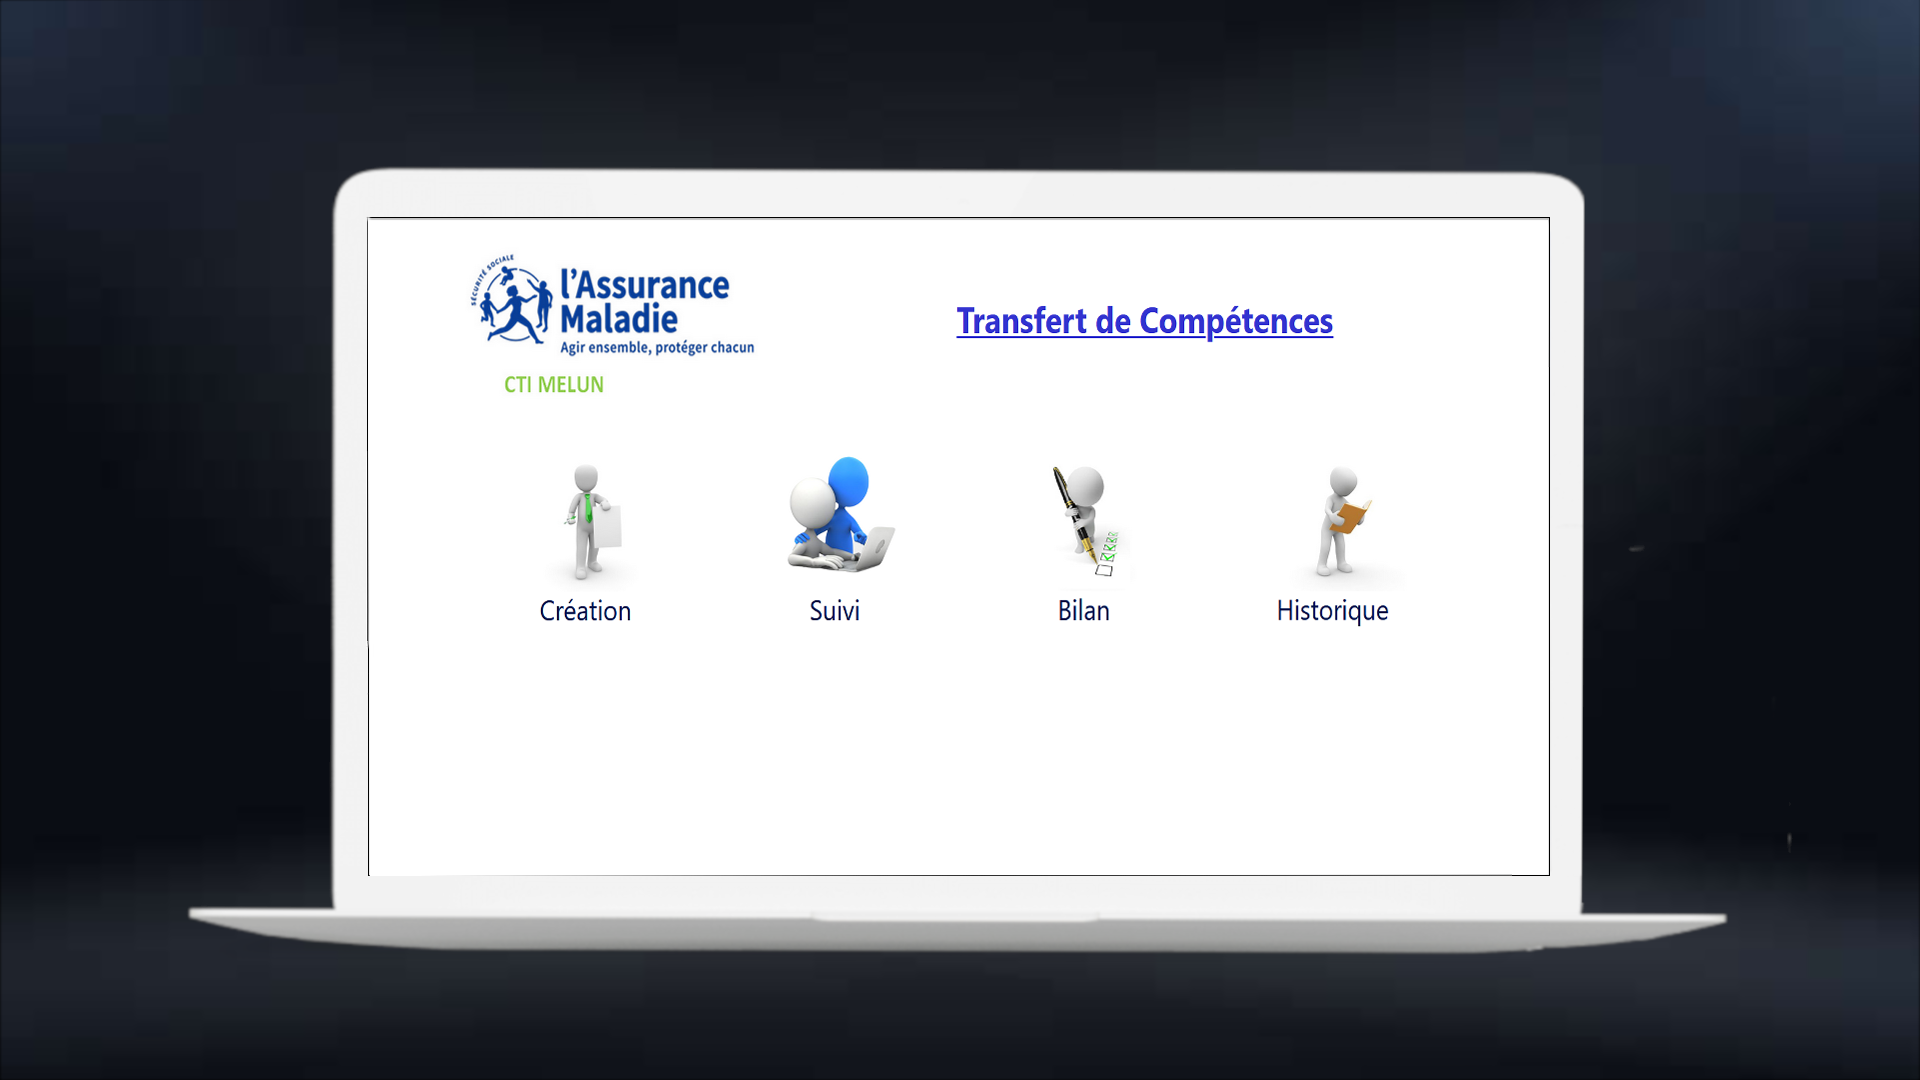 SÉCURITÉ SOCIALE
l'Assurance
Maladie
Agir ensemble, protéger chacun
CTI MELUN
Transfert de Compétences
Création
Suivi
Bilan
Historique